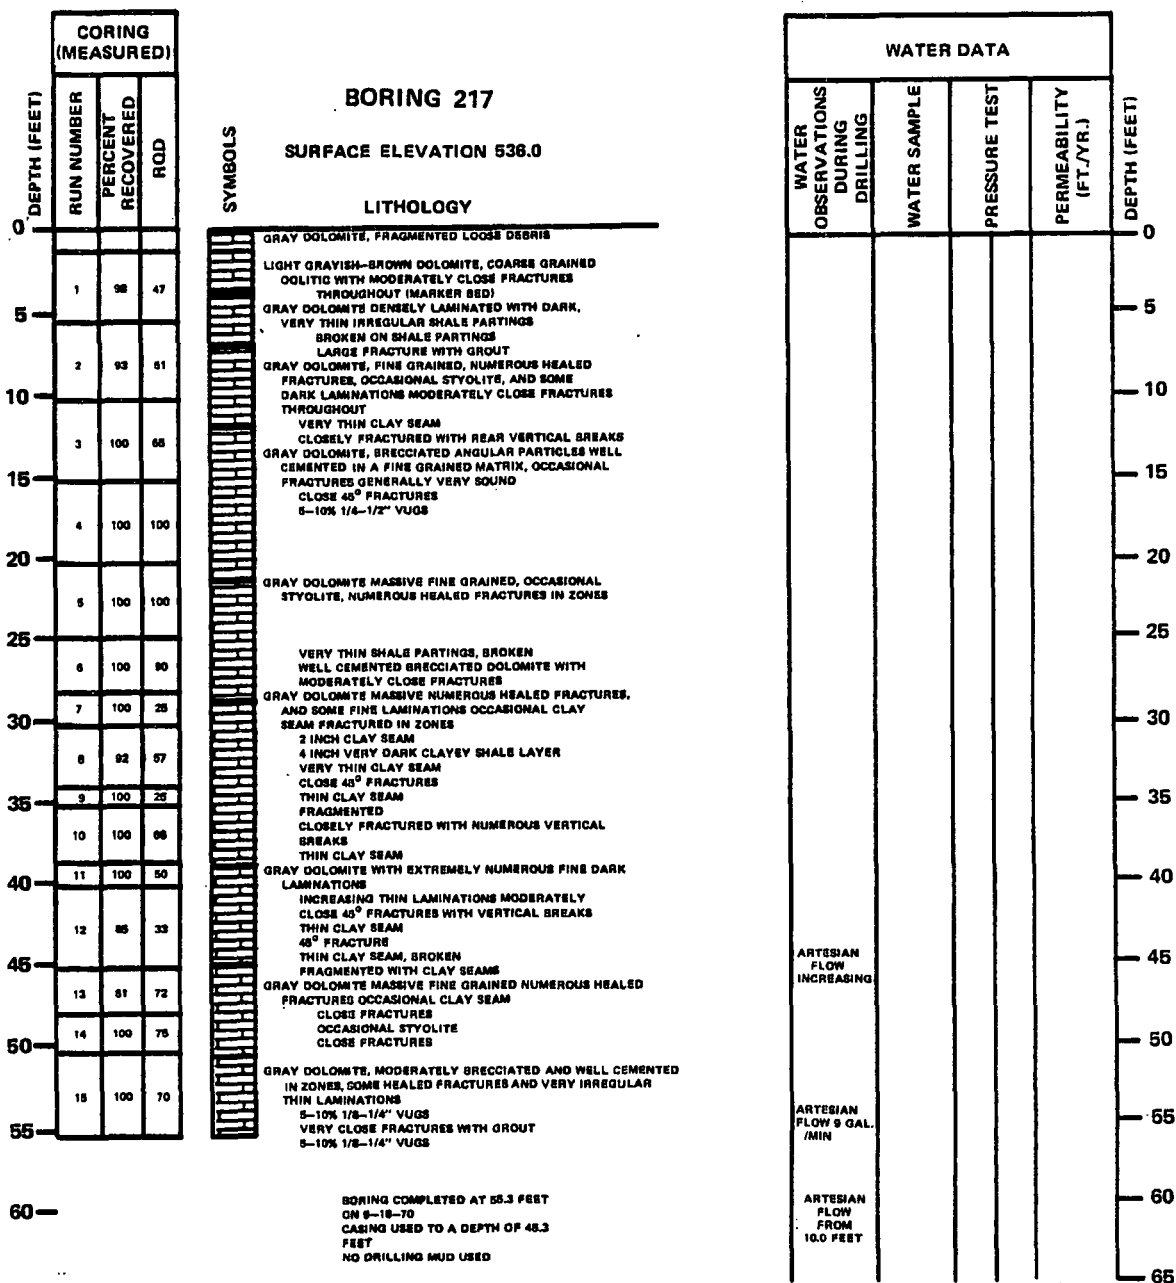 CORING
(MEASURED)
DEPTH (FEET)
RUN NUMBER
PERCENT
RECOVERED
RQD
BORING 217
SURFACE ELEVATION 536.0
SYMBOLS
LITHOLOGY
WATER DATA
WATER
OBSERVATIONS
DURING
DRILLING
WATER SAMPLE
PRESSURE TEST
PERMEABILITY
(FT./YR.)
DEPTH (FEET)
0
5
10
15
20
25
30
35
40
45
50
55
60
1 98 47
2 93 51
3 100 65
4 100 100
5 100 100
6 100 90
7 100 25
8 92 57
9 100 25
10 100 66
11 100 50
12 85 33
13 81 72
14 100 75
15 100 70
GRAY DOLOMITE, FRAGMENTED LOOSE DEBRIS
LIGHT GRAYISH-BROWN DOLOMITE, COARSE GRAINED
OOLITIC WITH MODERATELY CLOSE FRACTURES
THROUGHOUT (MARKER BED)
GRAY DOLOMITE DENSELY LAMINATED WITH DARK,
VERY THIN IRREGULAR SHALE PARTINGS
BROKEN ON SHALE PARTINGS
LARGE FRACTURE WITH GROUT
GRAY DOLOMITE, FINE GRAINED, NUMEROUS HEALED
FRACTURES, OCCASIONAL STYOLITE, AND SOME
DARK LAMINATIONS MODERATELY CLOSE FRACTURES
THROUGHOUT
VERY THIN CLAY SEAM
CLOSELY FRACTURED WITH REAR VERTICAL BREAKS
GRAY DOLOMITE, BRECCIATED ANGULAR PARTICLES WELL
CEMENTED IN A FINE GRAINED MATRIX, OCCASIONAL
FRACTURES GENERALLY VERY SOUND
CLOSE 45° FRACTURES
5-10% 1/4-1/2" VUGS
GRAY DOLOMITE MASSIVE FINE GRAINED, OCCASIONAL
STYOLITE, NUMEROUS HEALED FRACTURES IN ZONES
VERY THIN SHALE PARTINGS, BROKEN
WELL CEMENTED BRECCIATED DOLOMITE WITH
MODERATELY CLOSE FRACTURES
GRAY DOLOMITE MASSIVE NUMEROUS HEALED FRACTURES,
AND SOME FINE LAMINATIONS OCCASIONAL CLAY
SEAM FRACTURED IN ZONES
2 INCH CLAY SEAM
4 INCH VERY DARK CLAYEY SHALE LAYER
VERY THIN CLAY SEAM
CLOSE 45° FRACTURES
THIN CLAY SEAM
FRAGMENTED
CLOSELY FRACTURED WITH NUMEROUS VERTICAL
BREAKS
THIN CLAY SEAM
GRAY DOLOMITE WITH EXTREMELY NUMEROUS FINE DARK
LAMINATIONS
INCREASING THIN LAMINATIONS MODERATELY
CLOSE 45° FRACTURES WITH VERTICAL BREAKS
THIN CLAY SEAM
45° FRACTURE
THIN CLAY SEAM, BROKEN
FRAGMENTED WITH CLAY SEAMS
GRAY DOLOMITE MASSIVE FINE GRAINED NUMEROUS HEALED
FRACTURES OCCASIONAL CLAY SEAM
CLOSE FRACTURES
OCCASIONAL STYOLITE
CLOSE FRACTURES
GRAY DOLOMITE, MODERATELY BRECCIATED AND WELL CEMENTED
IN ZONES, SOME HEALED FRACTURES AND VERY IRREGULAR
THIN LAMINATIONS
5-10% 1/8-1/4" VUGS
VERY CLOSE FRACTURES WITH GROUT
5-10% 1/8-1/4" VUGS
BORING COMPLETED AT 55.3 FEET
ON 9-18-70
CASING USED TO A DEPTH OF 45.3
FEET
NO DRILLING MUD USED
ARTESIAN
FLOW
INCREASING
ARTESIAN
FLOW 9 GAL.
/MIN
ARTESIAN
FLOW
FROM
10.0 FEET
0
5
10
15
20
25
30
35
40
45
50
55
60
65